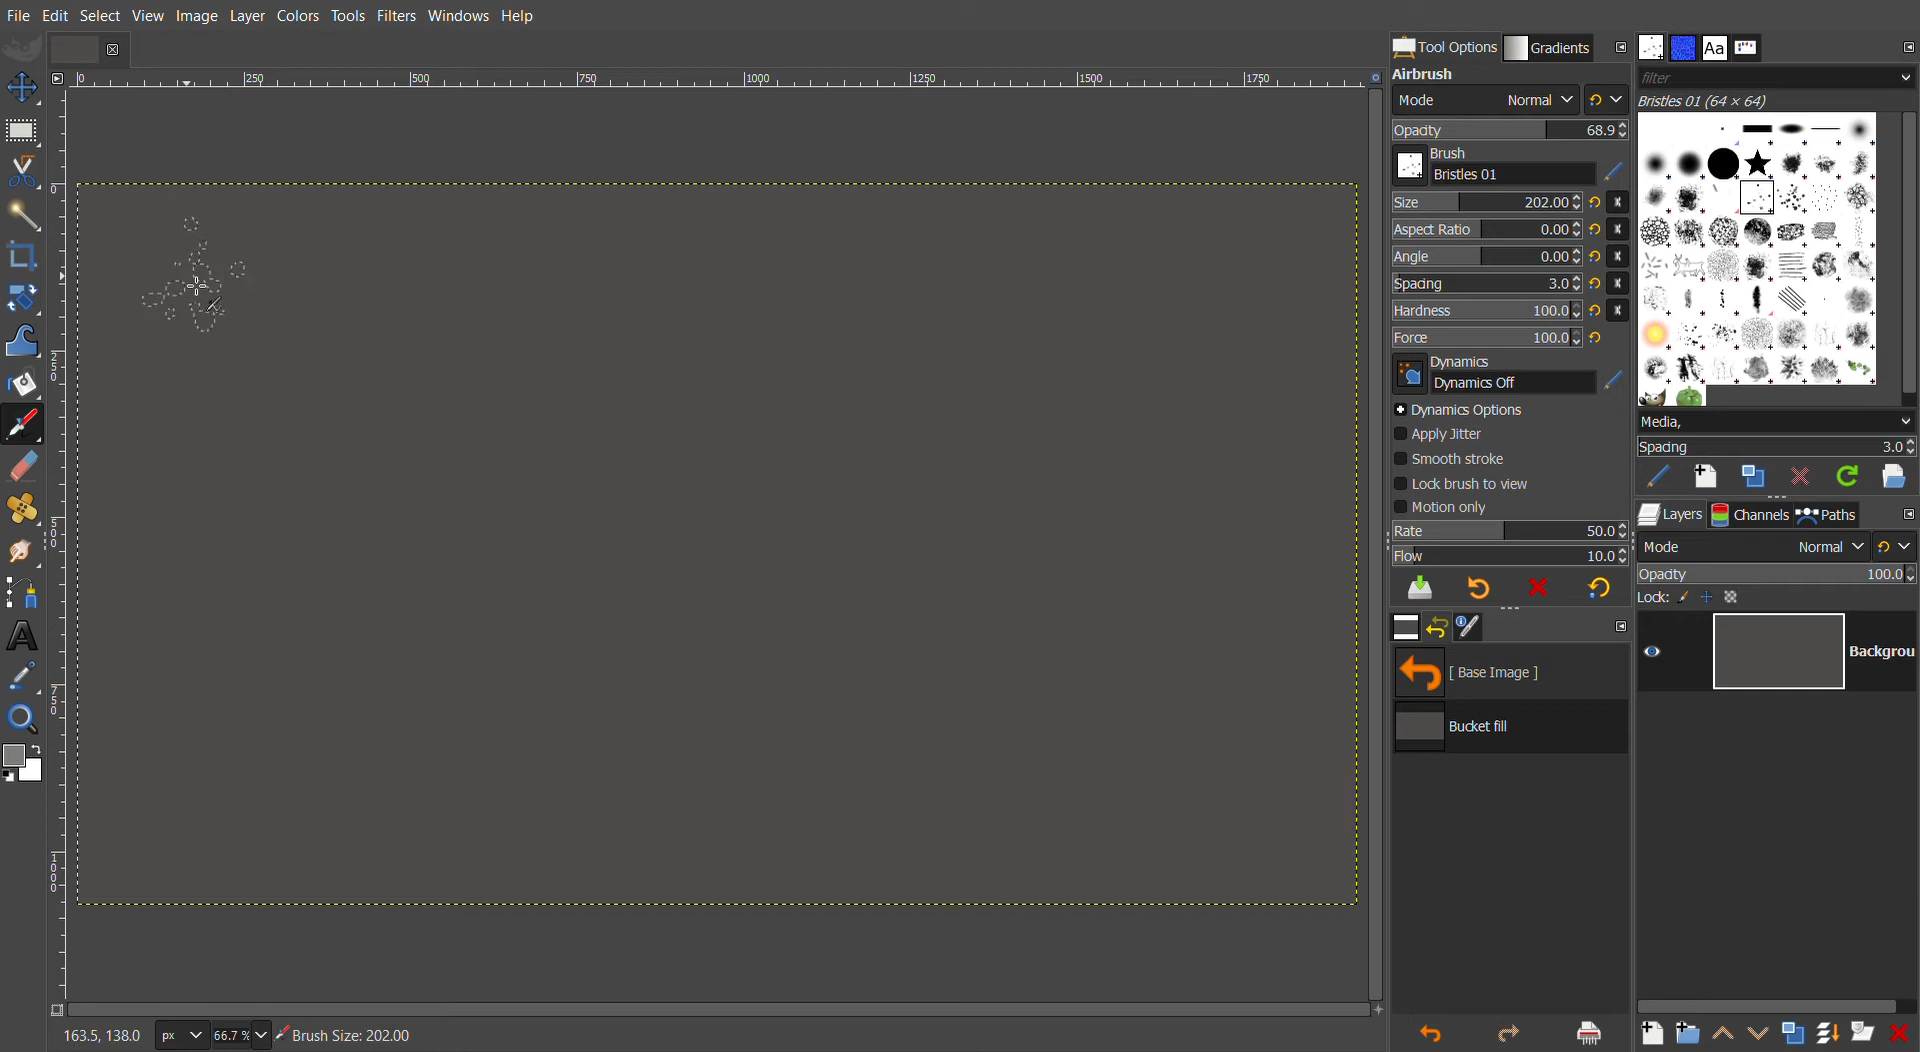 File Edit Select View Image Layer Colors Tools Filters Windows Help
0 250 500 750 1000 1250 1500 1750
0
250
500
750
1000
163.5, 138.0 px 66.7 % Brush Size: 202.00
Tool Options Gradients
Airbrush
Mode Normal
Opacity 68.9
Brush
Bristles 01
Size 202.00
Aspect Ratio 0.00
Angle 0.00
Spacing 3.0
Hardness 100.0
Force 100.0
Dynamics
Dynamics Off
Dynamics Options
Apply Jitter
Smooth stroke
Lock brush to view
Motion only
Rate 50.0
Flow 10.0
[ Base Image ]
Bucket fill
Aa
filter
Bristles 01 (64 × 64)
Media,
Spacing 3.0
Layers Channels Paths
Mode Normal
Opacity 100.0
Lock:
Backgrou